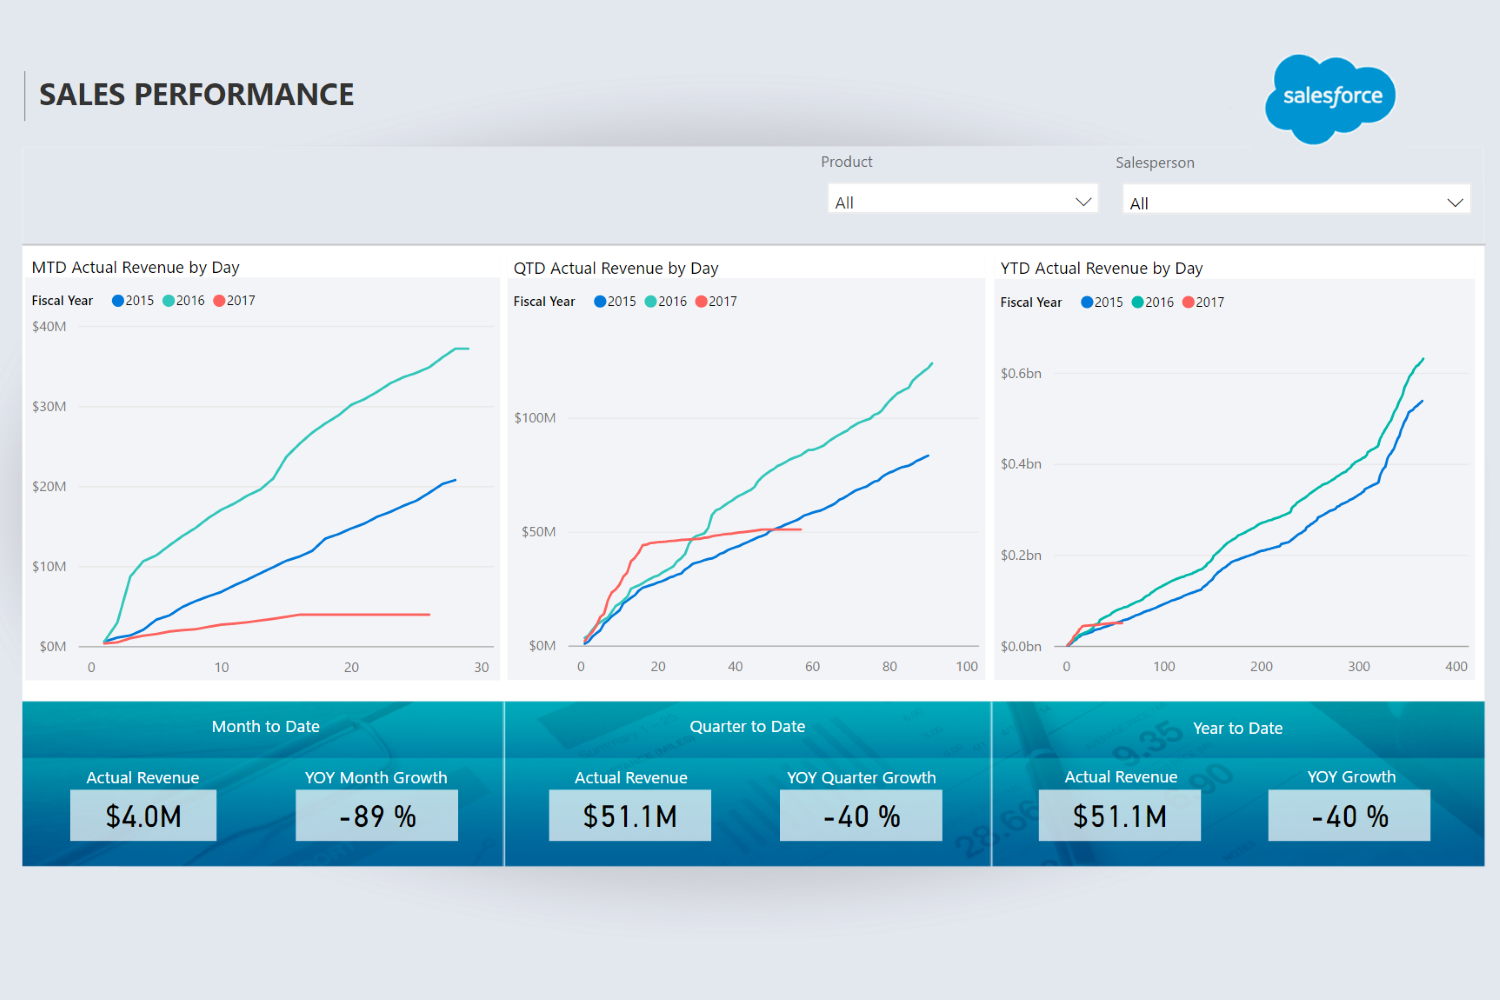 SALES PERFORMANCE
salesforce
Product
Salesperson
All
All
MTD Actual Revenue by Day
Fiscal Year 2015 2016 2017
$40M
$30M
$20M
$10M
$0M
0 10 20 30
QTD Actual Revenue by Day
Fiscal Year 2015 2016 2017
$100M
$50M
$0M
0 20 40 60 80 100
YTD Actual Revenue by Day
Fiscal Year 2015 2016 2017
$0.6bn
$0.4bn
$0.2bn
$0.0bn
0 100 200 300 400
Month to Date
Actual Revenue YOY Month Growth
$4.0M -89 %
Quarter to Date
Actual Revenue YOY Quarter Growth
$51.1M -40 %
Year to Date
Actual Revenue YOY Growth
$51.1M -40 %
9.35
28.66